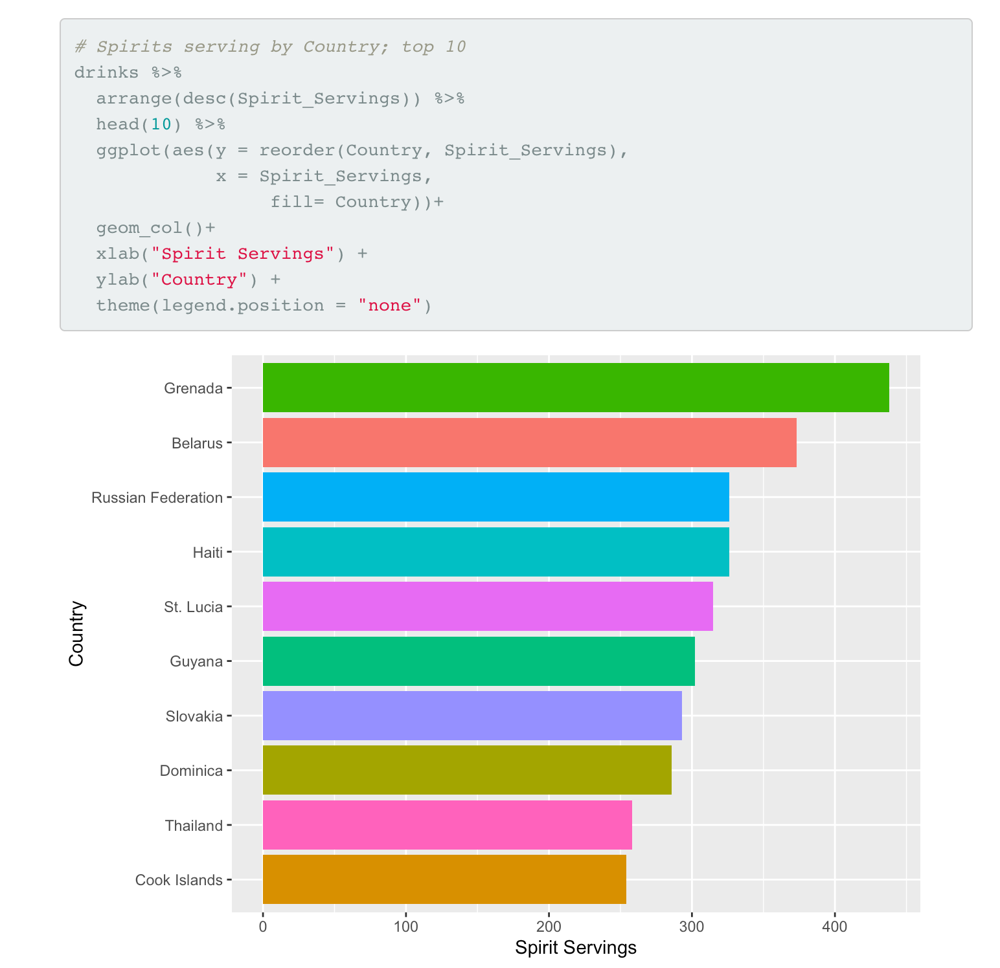 # Spirits serving by Country; top 10
drinks %>%
  arrange(desc(Spirit_Servings)) %>%
  head(10) %>%
  ggplot(aes(y = reorder(Country, Spirit_Servings),
             x = Spirit_Servings,
                  fill= Country))+
  geom_col()+
  xlab("Spirit Servings") +
  ylab("Country") +
  theme(legend.position = "none")
Country
Grenada
Belarus
Russian Federation
Haiti
St. Lucia
Guyana
Slovakia
Dominica
Thailand
Cook Islands
0 100 200 300 400
Spirit Servings